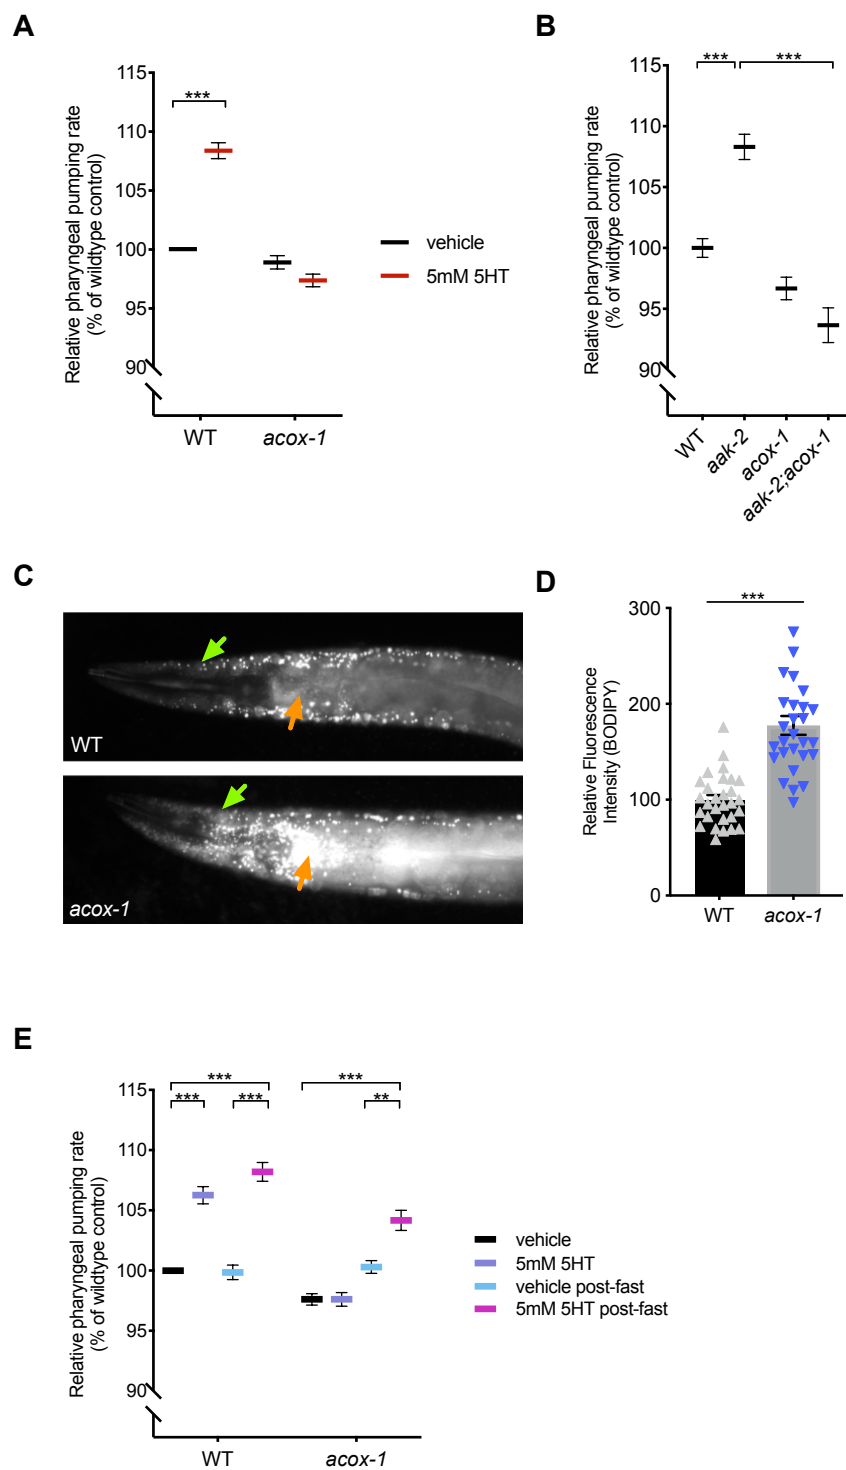 A
Relative pharyngeal pumping rate
(% of wildtype control)
115
110
105
100
95
90
***
WT
acox-1
vehicle
5mM 5HT
B
Relative pharyngeal pumping rate
(% of wildtype control)
115
110
105
100
95
90
***
***
WT
aak-2
acox-1
aak-2;acox-1
C
WT
acox-1
D
Relative Fluorescence
Intensity (BODIPY)
300
200
100
0
***
WT
acox-1
E
Relative pharyngeal pumping rate
(% of wildtype control)
115
110
105
100
95
90
***
***
***
***
**
WT
acox-1
vehicle
5mM 5HT
vehicle post-fast
5mM 5HT post-fast